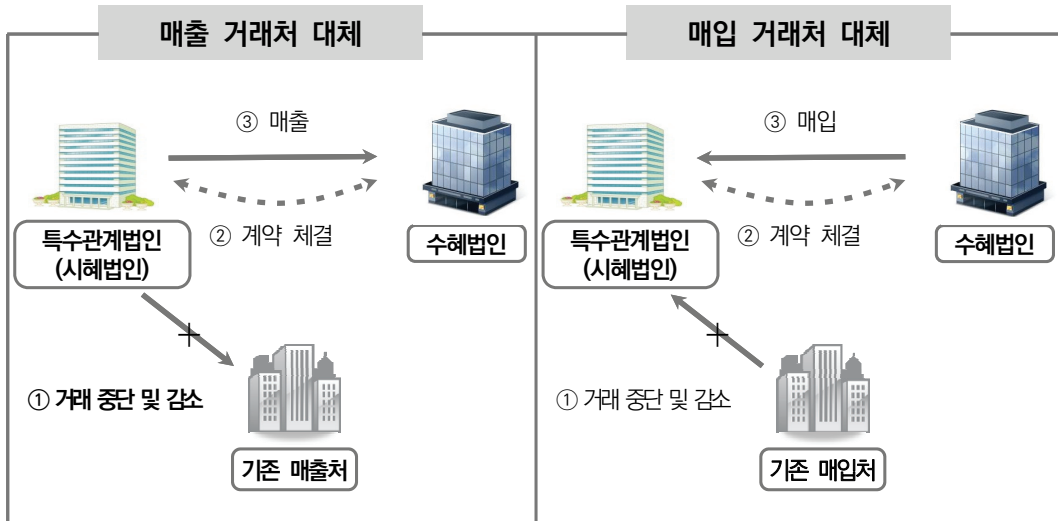 매출 거래처 대체
③ 매출
② 계약 체결
특수관계법인
(시혜법인)
수혜법인
① 거래 중단 및 감소
기존 매출처
매입 거래처 대체
③ 매입
② 계약 체결
특수관계법인
(시혜법인)
수혜법인
① 거래 중단 및 감소
기존 매입처